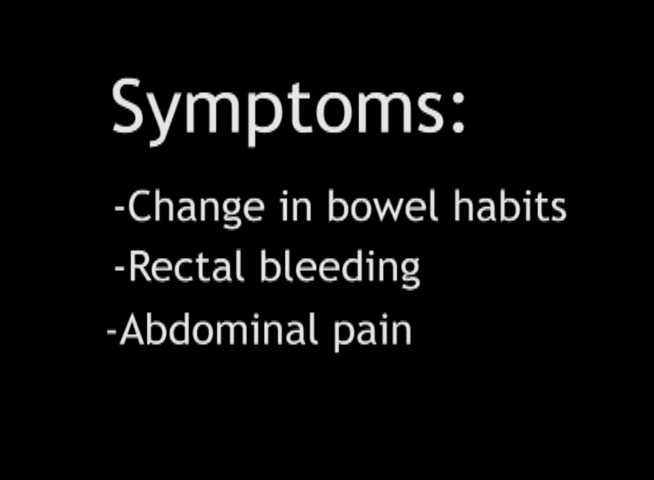 Symptoms:
-Change in bowel habits
-Rectal bleeding
-Abdominal pain